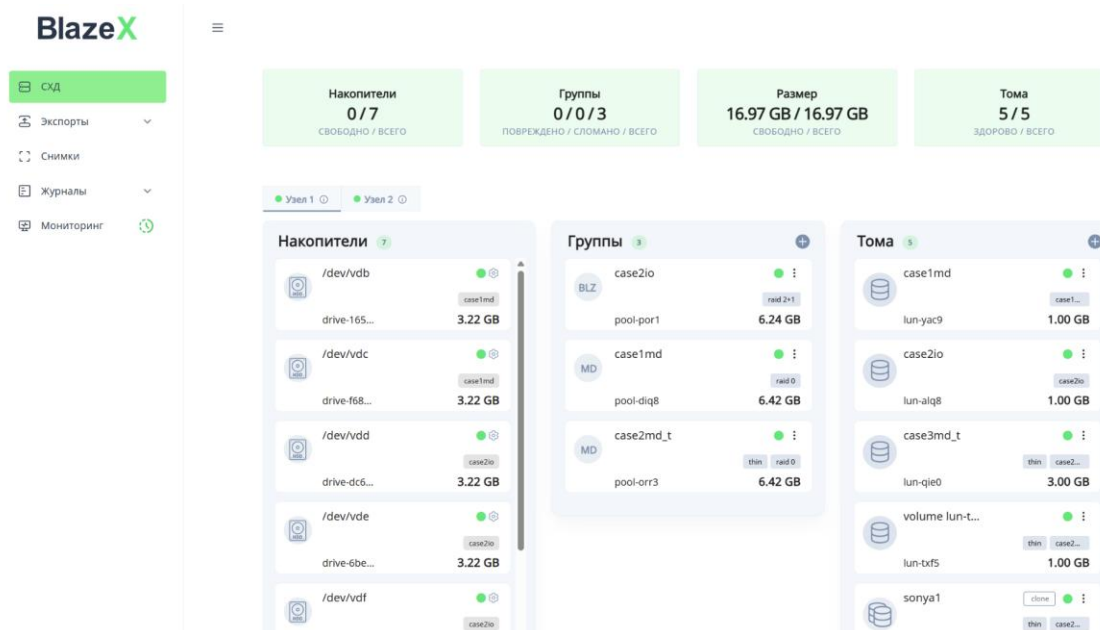 BlazeX
СХД
Экспорты
Снимки
Журналы
Мониторинг
Накопители
0 / 7
СВОБОДНО / ВСЕГО
Группы
0 / 0 / 3
ПОВРЕЖДЕНО / СЛОМАНО / ВСЕГО
Размер
16.97 GB / 16.97 GB
СВОБОДНО / ВСЕГО
Тома
5 / 5
ЗДОРОВО / ВСЕГО
Узел 1
Узел 2
Накопители 7
/dev/vdb
case1md
drive-165... 3.22 GB
/dev/vdc
case1md
drive-f68... 3.22 GB
/dev/vdd
case2io
drive-dc6... 3.22 GB
/dev/vde
case2io
drive-6be... 3.22 GB
/dev/vdf
case2io
Группы 3
BLZ
case2io
raid 2+1
pool-por1 6.24 GB
MD
case1md
raid 0
pool-diq8 6.42 GB
MD
case2md_t
thin raid 0
pool-orr3 6.42 GB
Тома 5
case1md
case1...
lun-yac9 1.00 GB
case2io
case2io
lun-alq8 1.00 GB
case3md_t
thin case2...
lun-qie0 3.00 GB
volume lun-t...
thin case2...
lun-txf5 1.00 GB
sonya1
clone
thin case2...